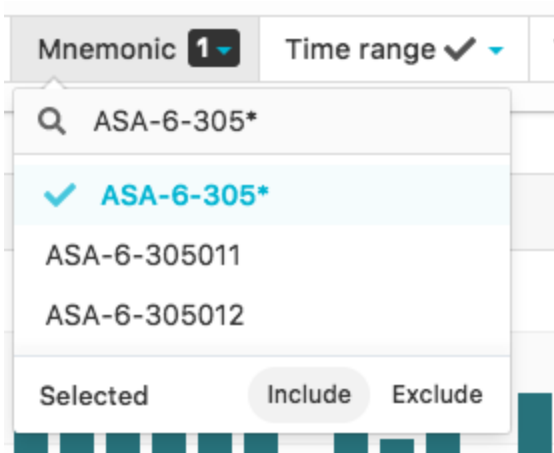 Mnemonic 1 Time range
ASA-6-305*
ASA-6-305*
ASA-6-305011
ASA-6-305012
Selected Include Exclude